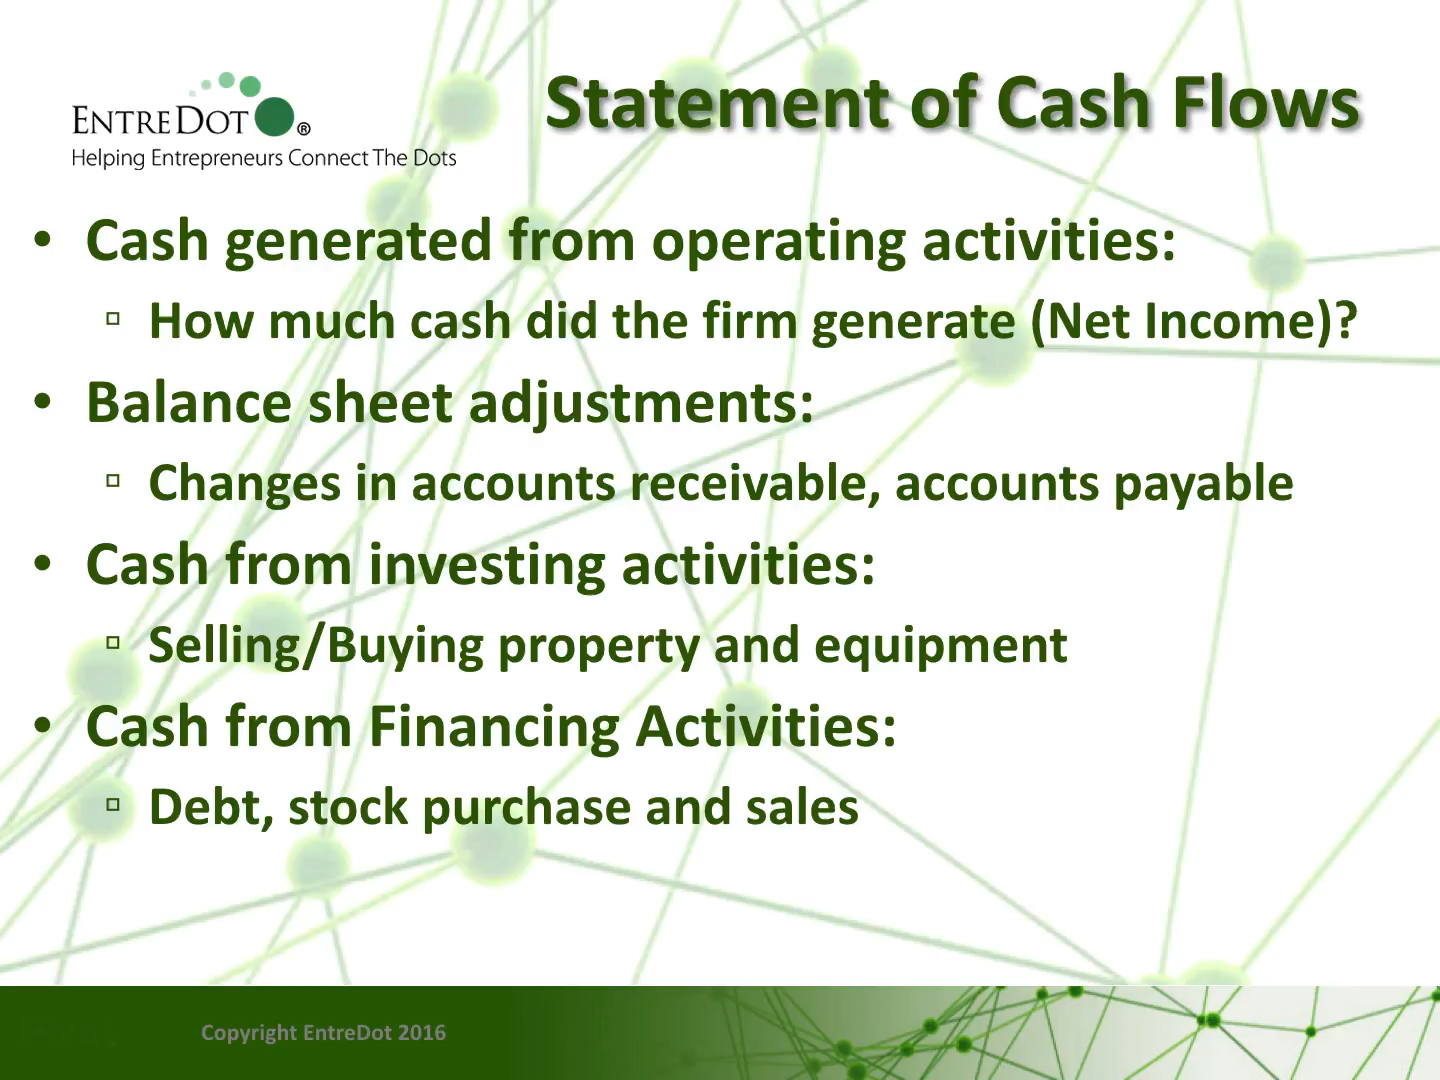 ENTREDOT®
Helping Entrepreneurs Connect The Dots
Statement of Cash Flows
• Cash generated from operating activities:
▫ How much cash did the firm generate (Net Income)?
• Balance sheet adjustments:
▫ Changes in accounts receivable, accounts payable
• Cash from investing activities:
▫ Selling/Buying property and equipment
• Cash from Financing Activities:
▫ Debt, stock purchase and sales
Copyright EntreDot 2016